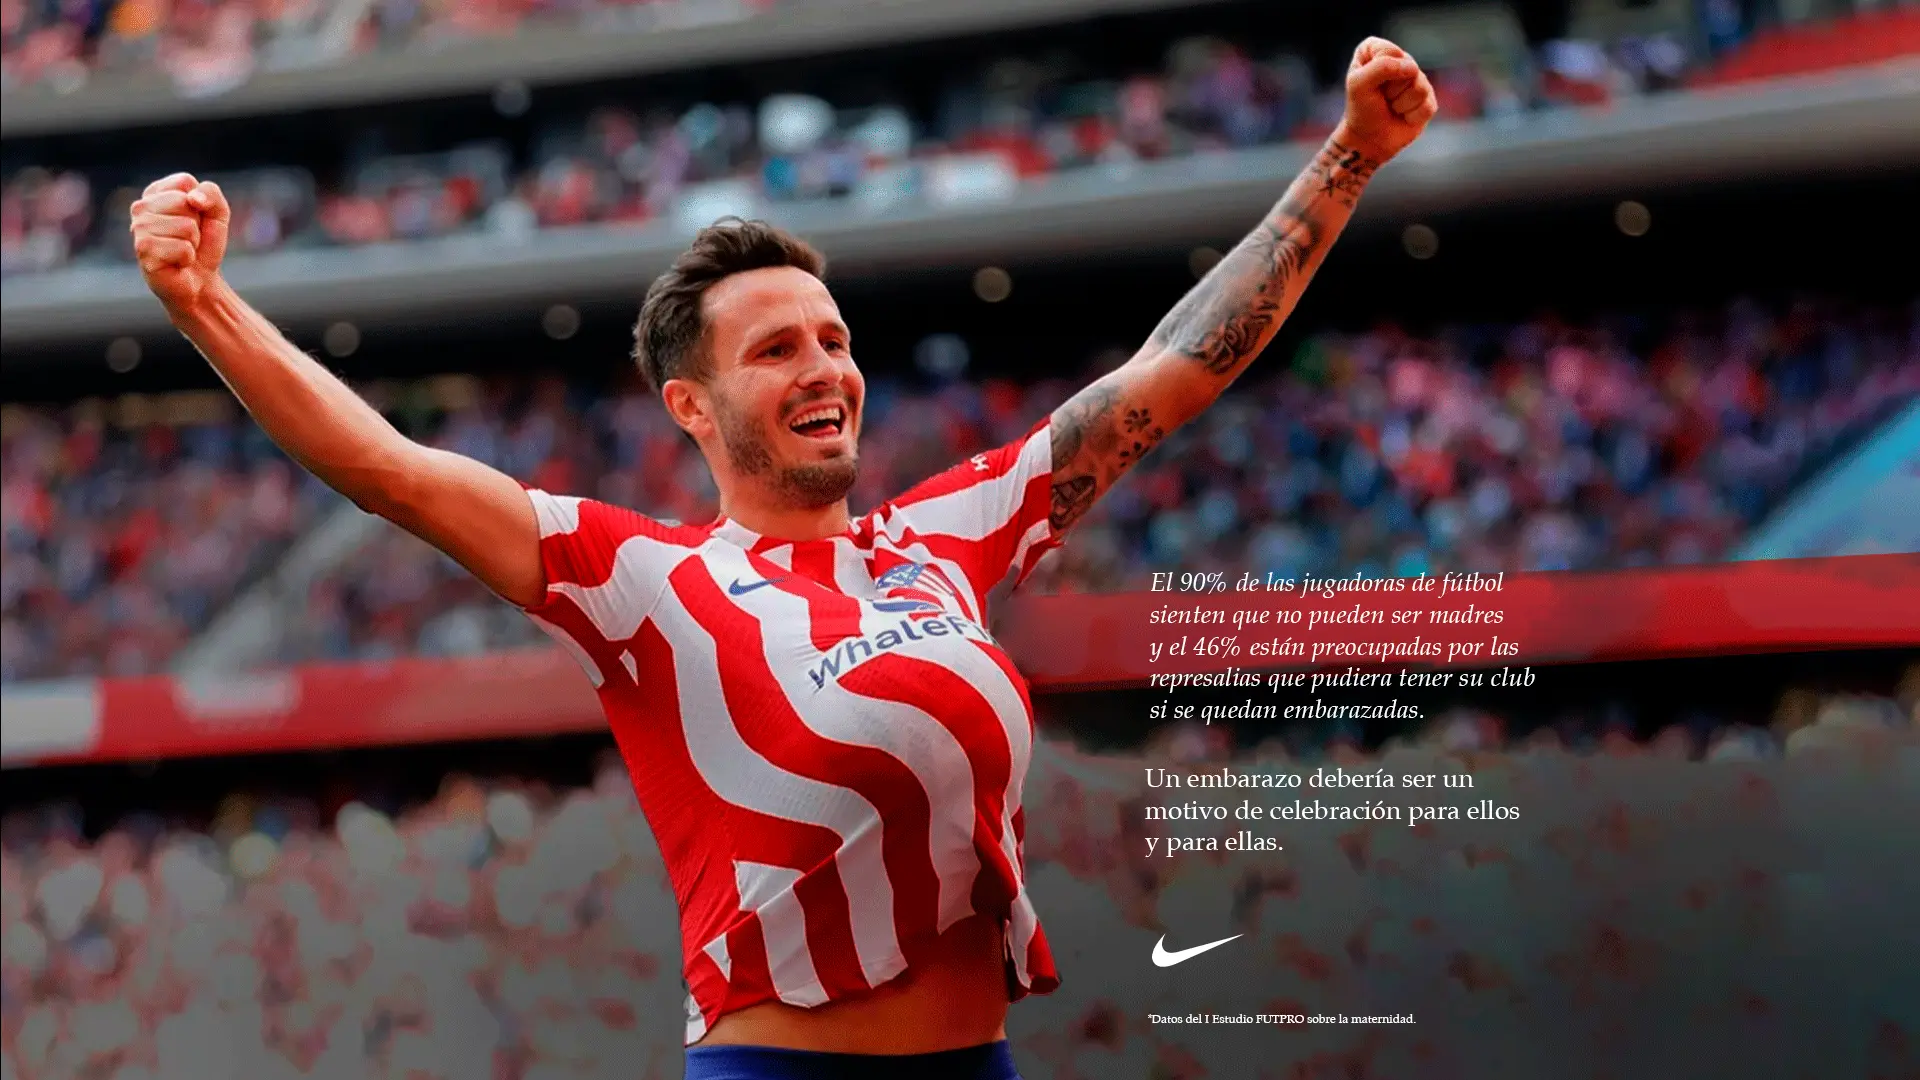 WhaleF
El 90% de las jugadoras de fútbol
sienten que no pueden ser madres
y el 46% están preocupadas por las
represalias que pudiera tener su club
si se quedan embarazadas.
Un embarazo debería ser un
motivo de celebración para ellos
y para ellas.
*Datos del I Estudio FUTPRO sobre la maternidad.